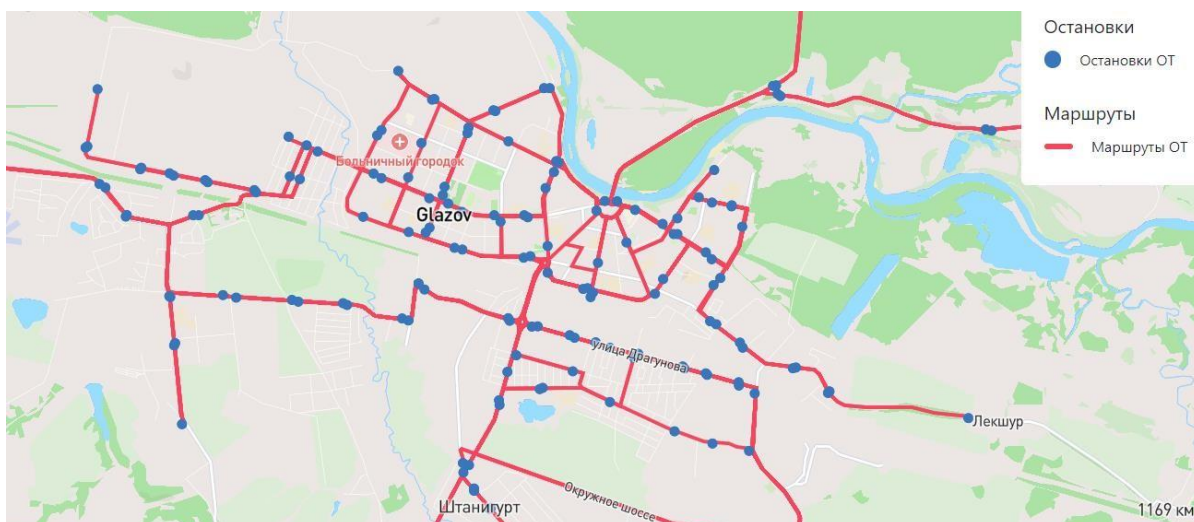 Остановки
Остановки ОТ
Маршруты
Маршруты ОТ
Больничный городок
Glazov
улица Драгунова
Лекшур
Окружное шоссе
Штанигурт
1169 км